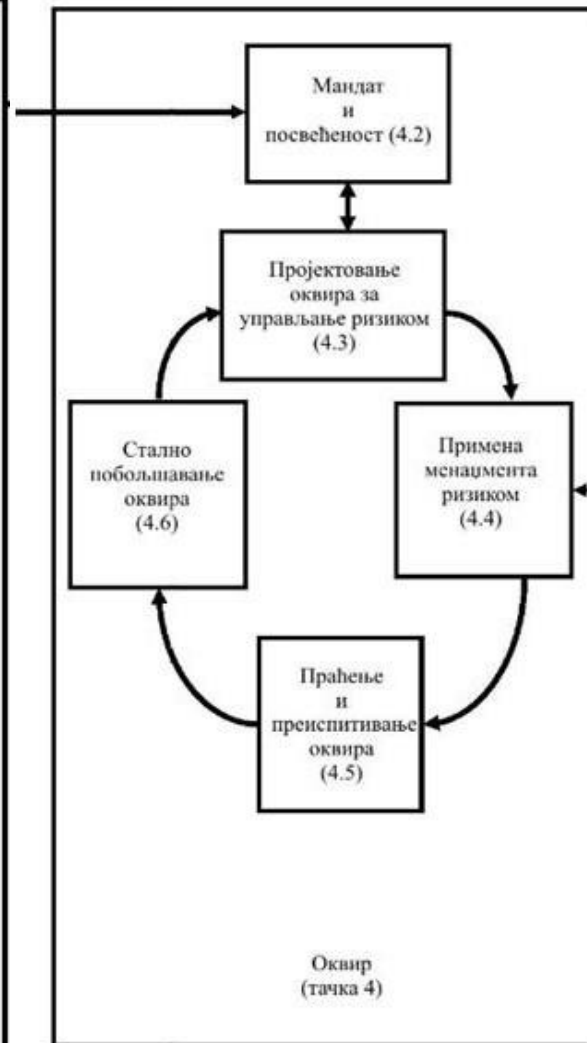 Мандат
и
посвећеност (4.2)
Пројектовање
оквира за
управљање ризиком
(4.3)
Примена
менаџмента
ризиком
(4.4)
Праћење
и
преиспитивање
оквира
(4.5)
Стално
побољшавање
оквира
(4.6)
Оквир
(тачка 4)